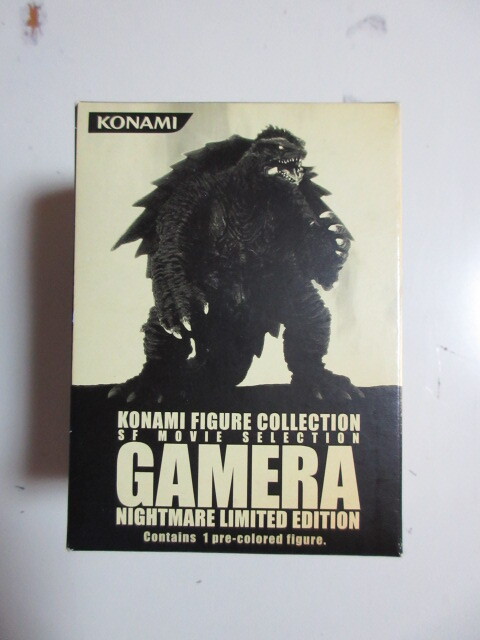 KONAMI
KONAMI FIGURE COLLECTION
SF MOVIE SELECTION
GAMERA
NIGHTMARE LIMITED EDITION
Contains 1 pre-colored figure.